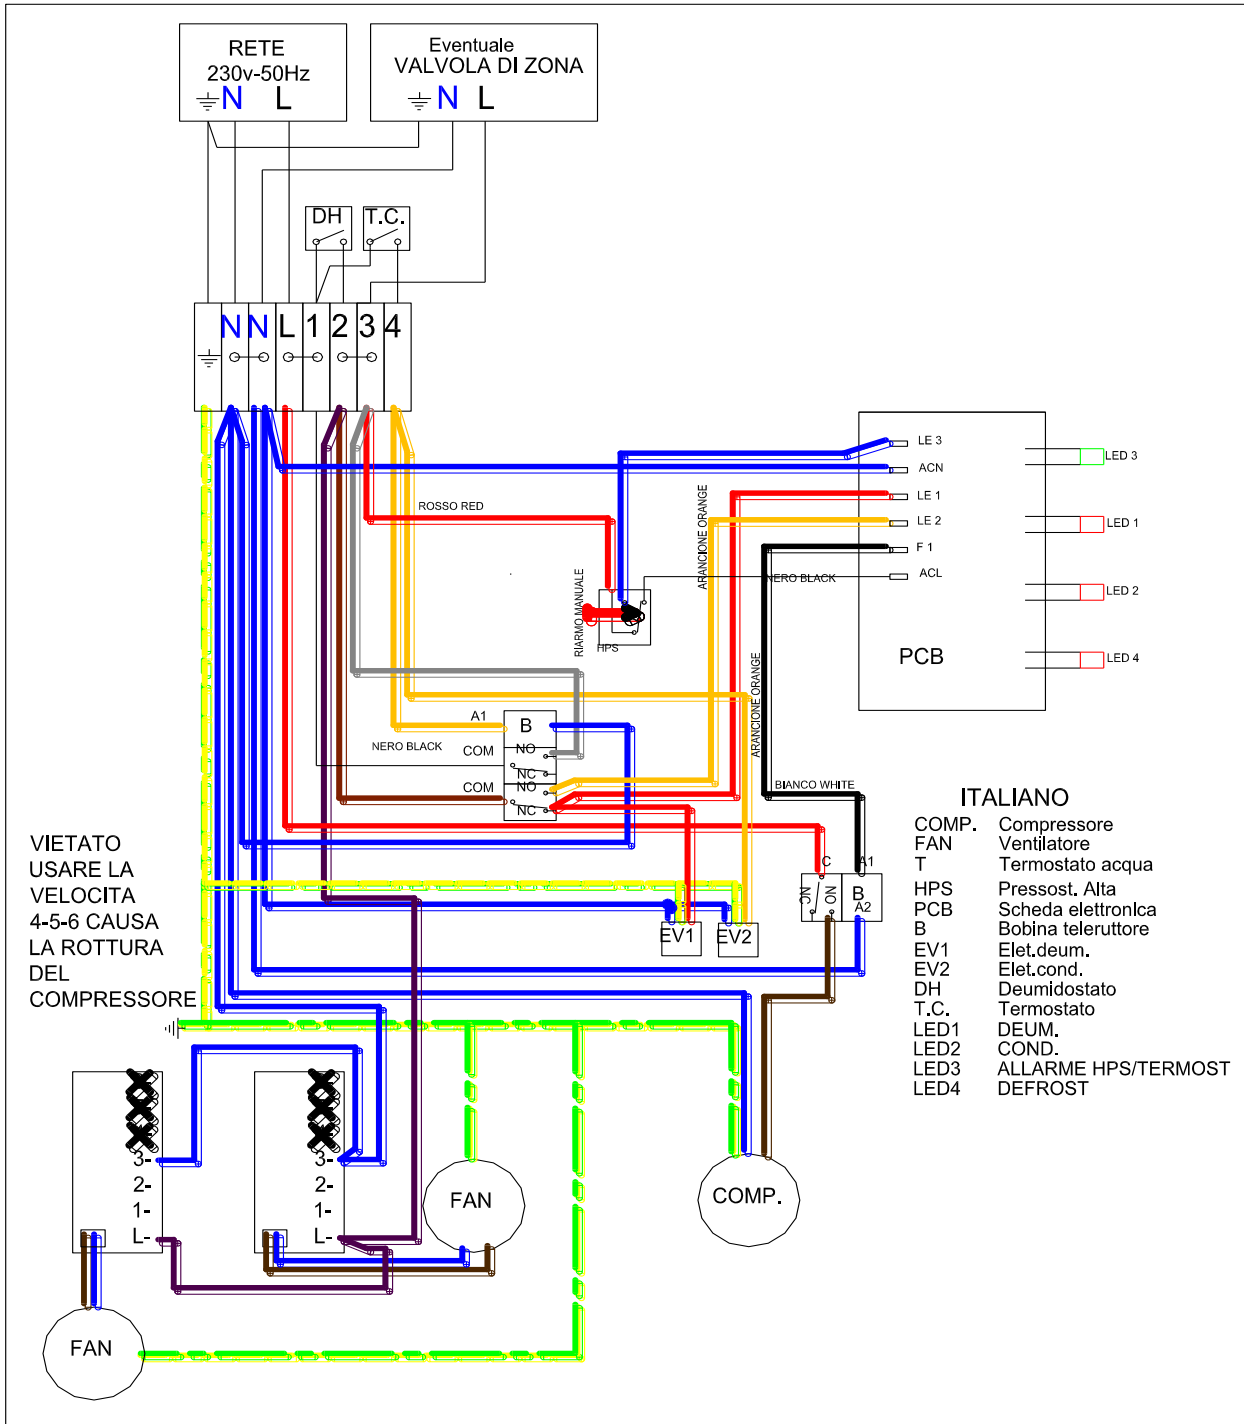 RETE
230v-50Hz
N L
Eventuale
VALVOLA DI ZONA
N L
DH
T.C.
N N L 1 2 3 4
LE 3
ACN
LE 1
LE 2
F 1
ACL
PCB
LED 3
LED 1
LED 2
LED 4
ROSSO RED
ARANCIONE ORANGE
NERO BLACK
RIARMO MANUALE
HPS
ARANCIONE ORANGE
A1
B
NERO BLACK
COM
NO
NC
COM
NO
NC
BIANCO WHITE
C
A1
NC
NO
B
A2
EV1
EV2
VIETATO
USARE LA
VELOCITA
4-5-6 CAUSA
LA ROTTURA
DEL
COMPRESSORE
ITALIANO
COMP. Compressore
FAN Ventilatore
T Termostato acqua
HPS Pressost. Alta
PCB Scheda elettronica
B Bobina teleruttore
EV1 Elet.deum.
EV2 Elet.cond.
DH Deumidostato
T.C. Termostato
LED1 DEUM.
LED2 COND.
LED3 ALLARME HPS/TERMOST
LED4 DEFROST
3-
2-
1-
L-
3-
2-
1-
L-
FAN
COMP.
FAN